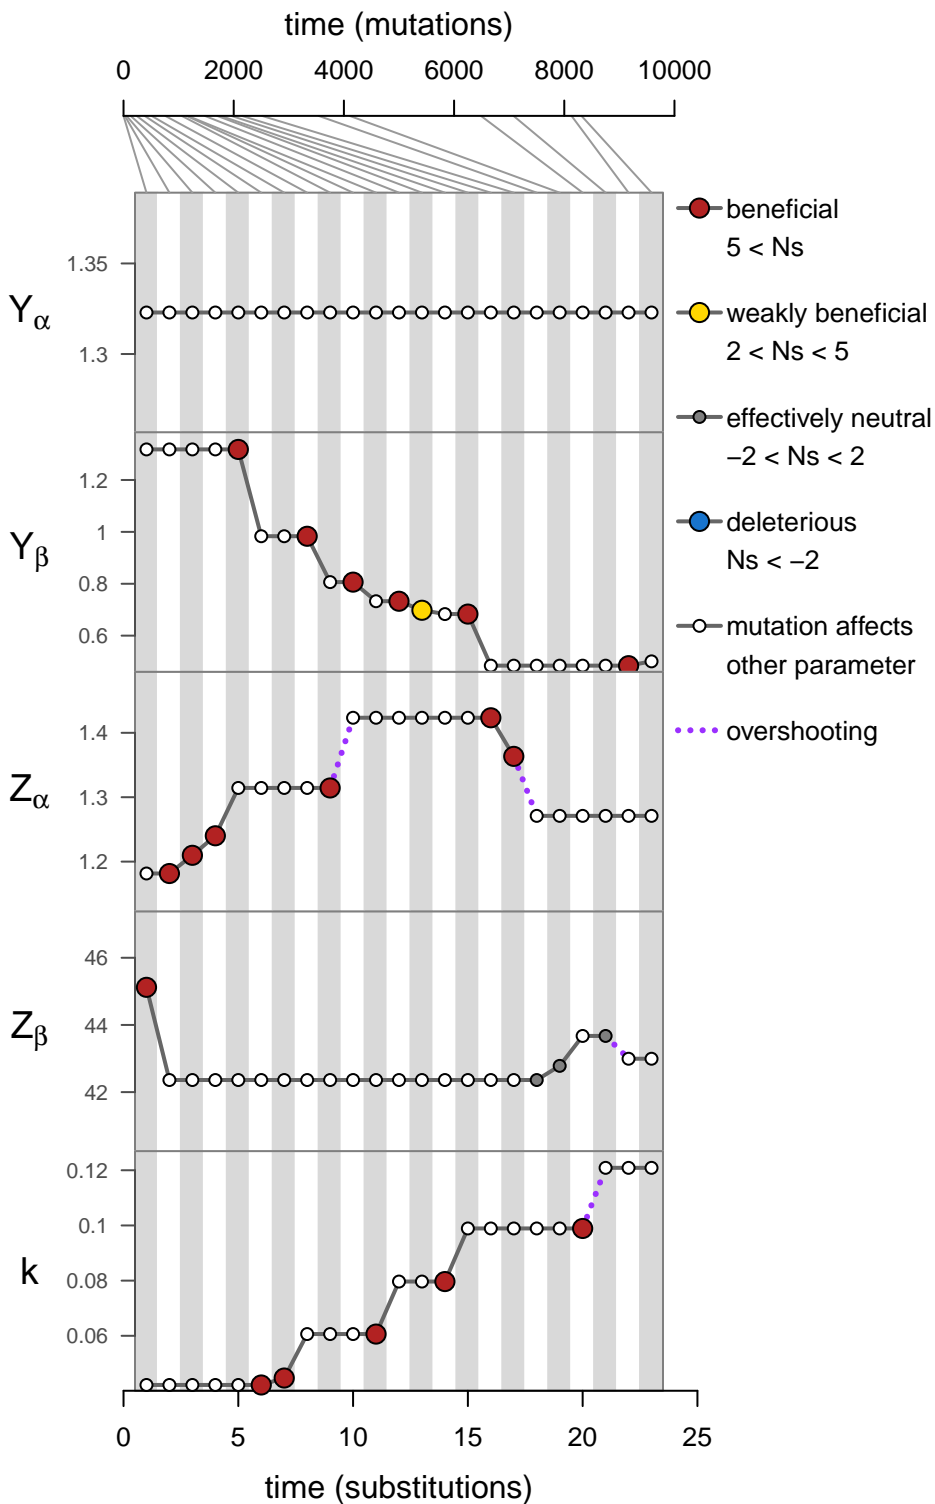 time (mutations)
0 2000 4000 6000 8000 10000
Yα
1.35
1.3
Yβ
1.2
1
0.8
0.6
Zα
1.4
1.3
1.2
Zβ
46
44
42
k
0.12
0.1
0.08
0.06
0 5 10 15 20 25
time (substitutions)
beneficial
5 < Ns
weakly beneficial
2 < Ns < 5
effectively neutral
−2 < Ns < 2
deleterious
Ns < −2
mutation affects
other parameter
overshooting